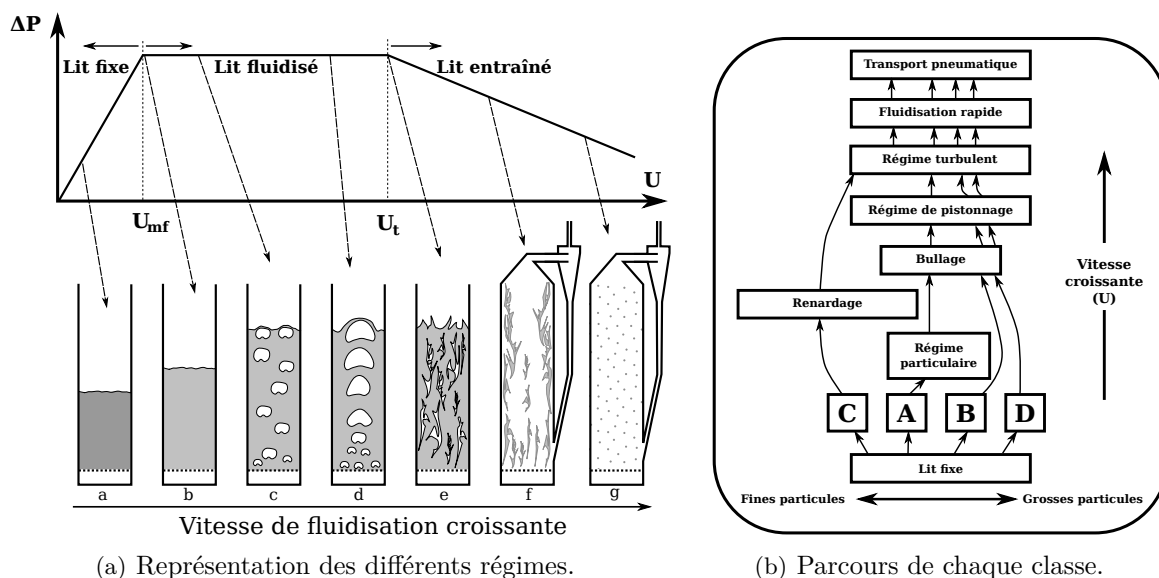 ΔP
Lit fixe
Lit fluidisé
Lit entraîné
U
U_mf
U_t
a
b
c
d
e
f
g
Vitesse de fluidisation croissante
(a) Représentation des différents régimes.
Transport pneumatique
Fluidisation rapide
Régime turbulent
Régime de pistonnage
Bullage
Renardage
Régime
particulaire
Vitesse
croissante
(U)
C
A
B
D
Lit fixe
Fines particules
Grosses particules
(b) Parcours de chaque classe.